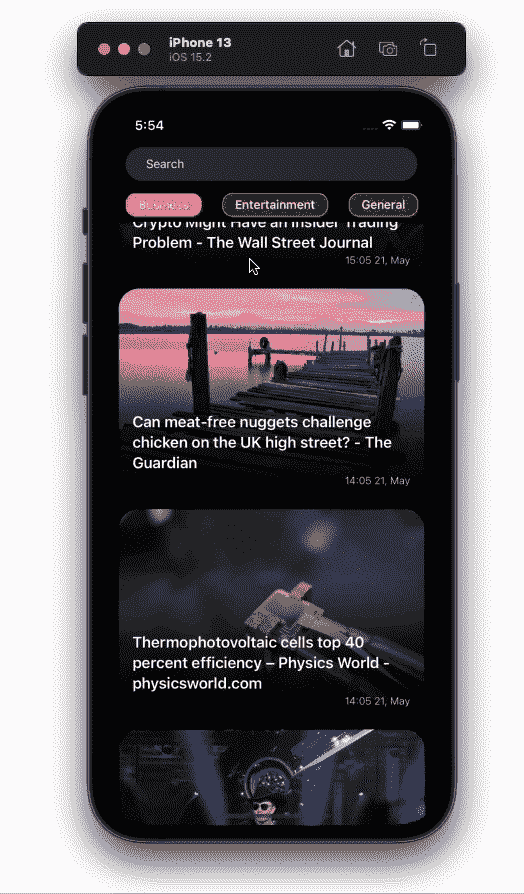 iPhone 13
iOS 15.2
5:54
Search
Business
Entertainment
General
Crypto Might Have an Insider Trading
Problem - The Wall Street Journal
15:05 21, May
Can meat-free nuggets challenge
chicken on the UK high street? - The
Guardian
14:05 21, May
Thermophotovoltaic cells top 40
percent efficiency – Physics World -
physicsworld.com
14:05 21, May